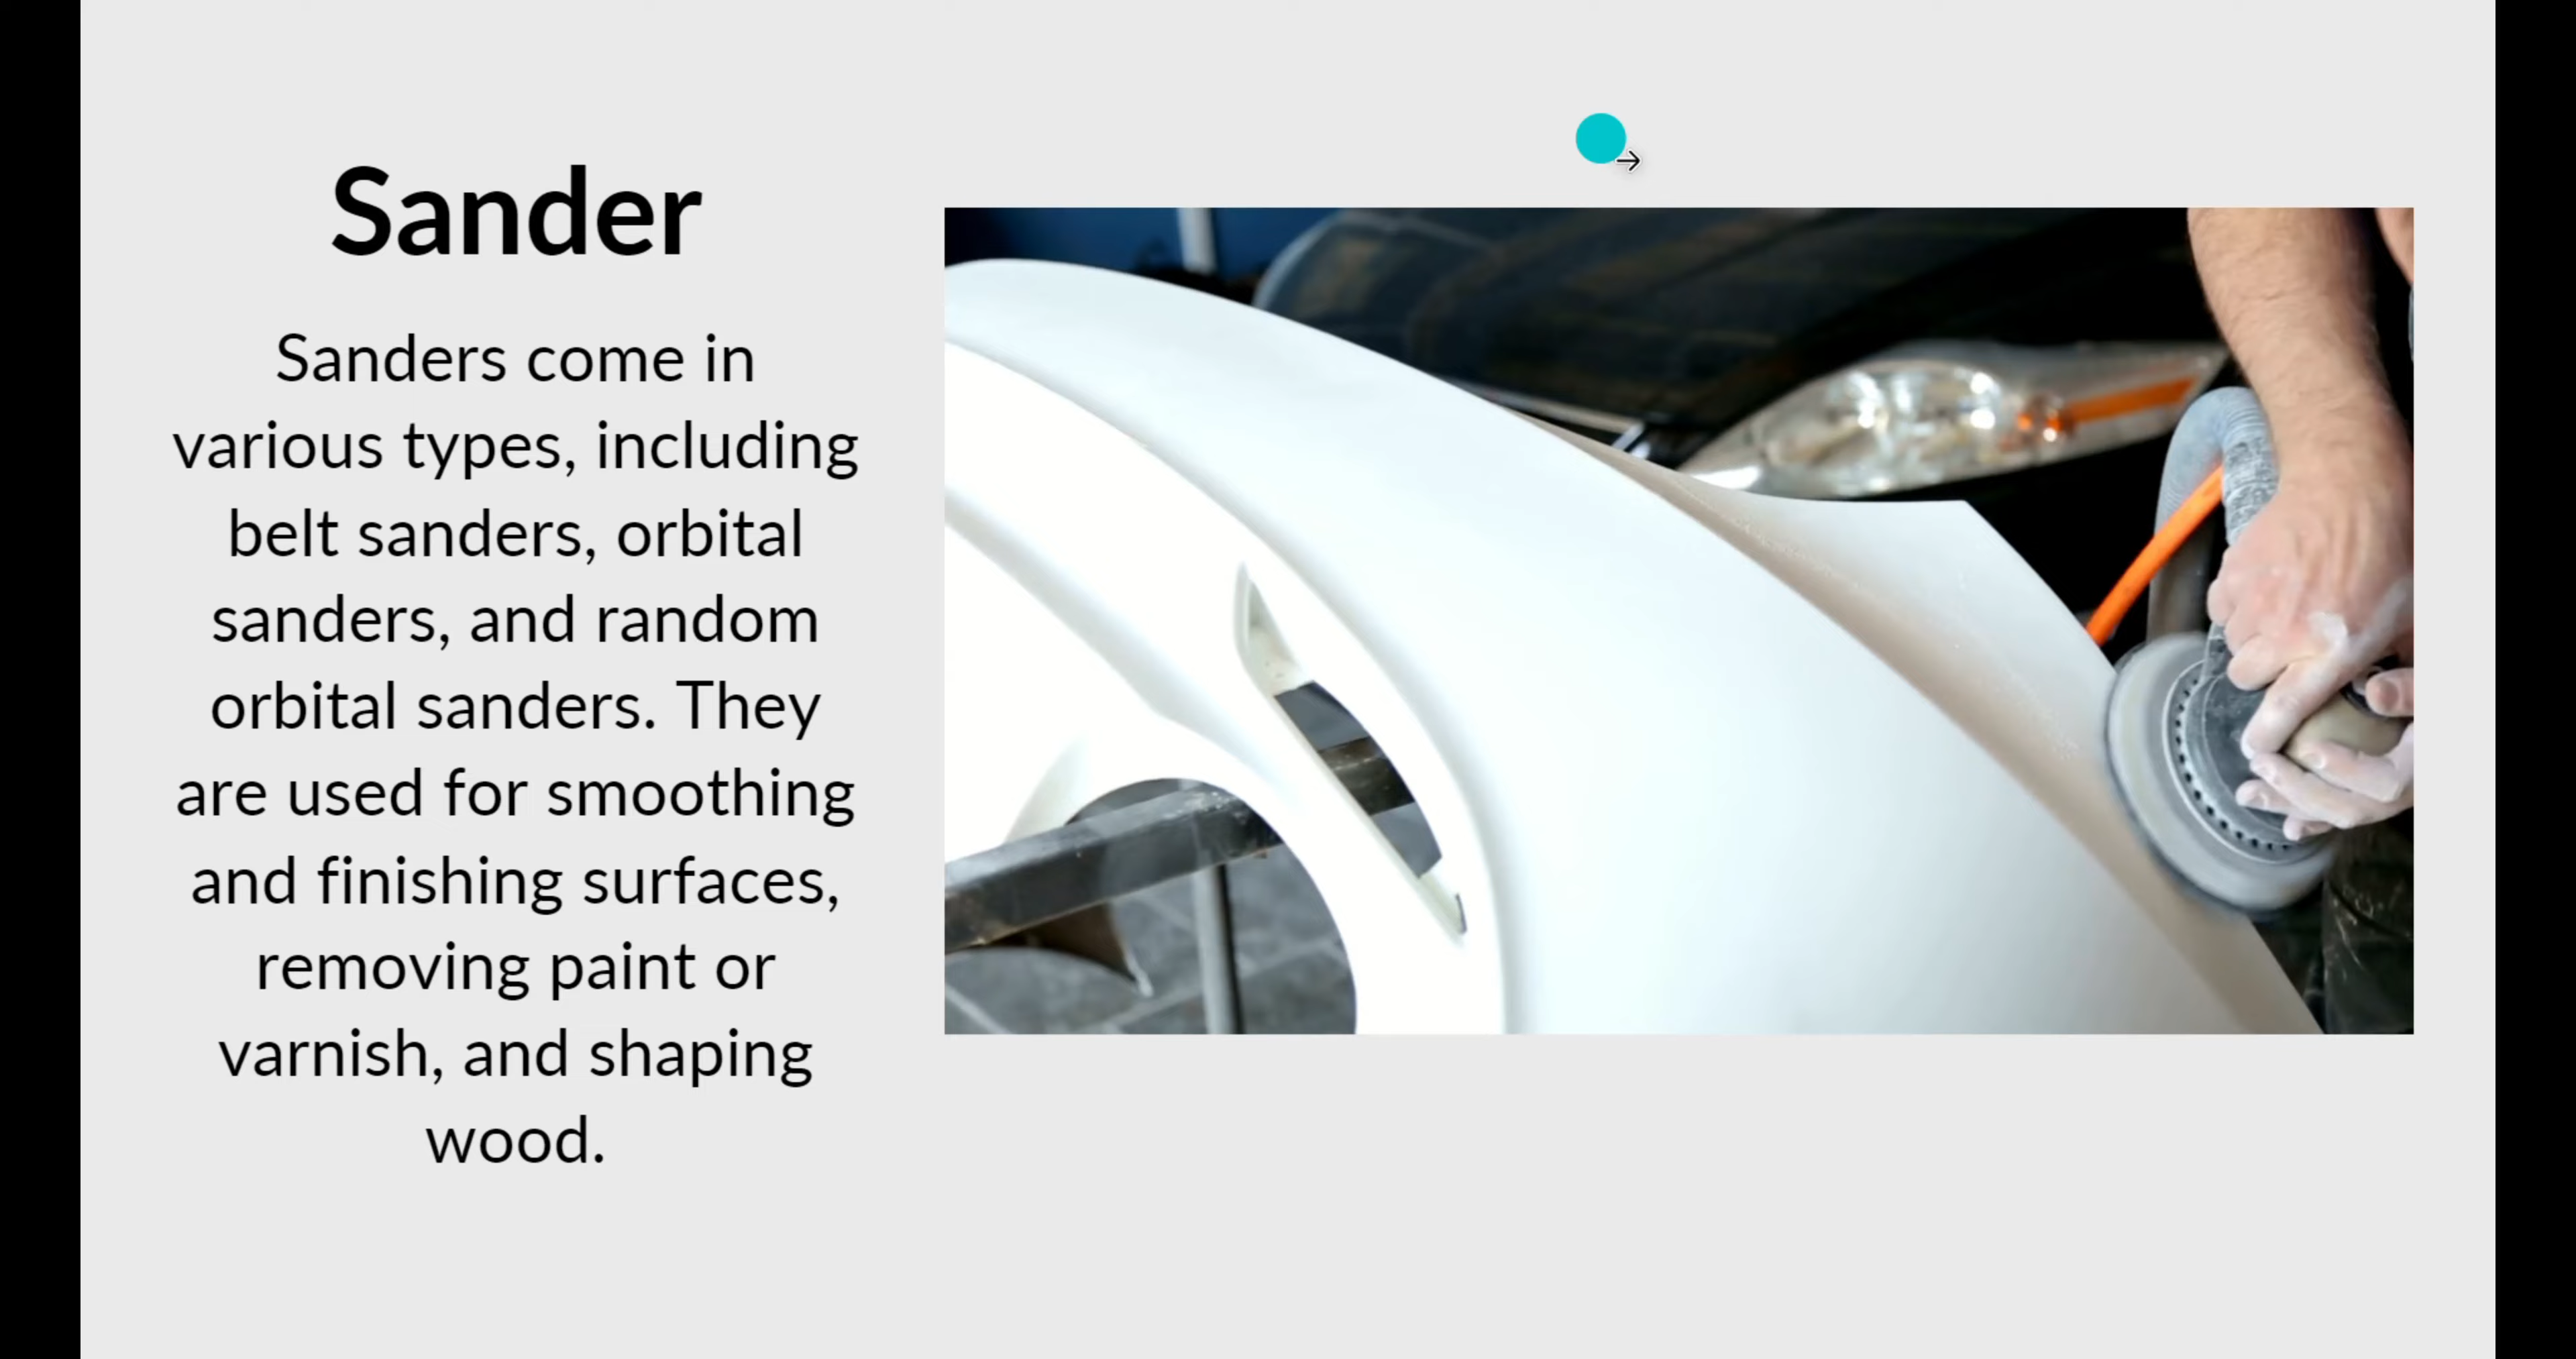 Sander
Sanders come in
various types, including
belt sanders, orbital
sanders, and random
orbital sanders. They
are used for smoothing
and finishing surfaces,
removing paint or
varnish, and shaping
wood.